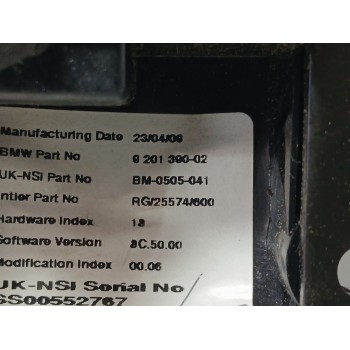 Manufacturing Date 23/04/09
BMW Part No 9 201 390-02
UK-NSI Part No BM-0505-041
ntier Part No RG/25574/600
Hardware Index 18
Software Version 8C.50.00
Modification Index 00.06
UK-NSI Serial No
SS00552767